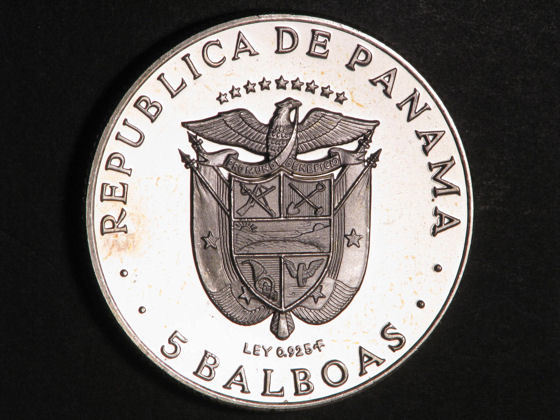 REPUBLICA DE PANAMA
PRO MUNDI BENEFICIO
LEY 0.925 F
5 BALBOAS